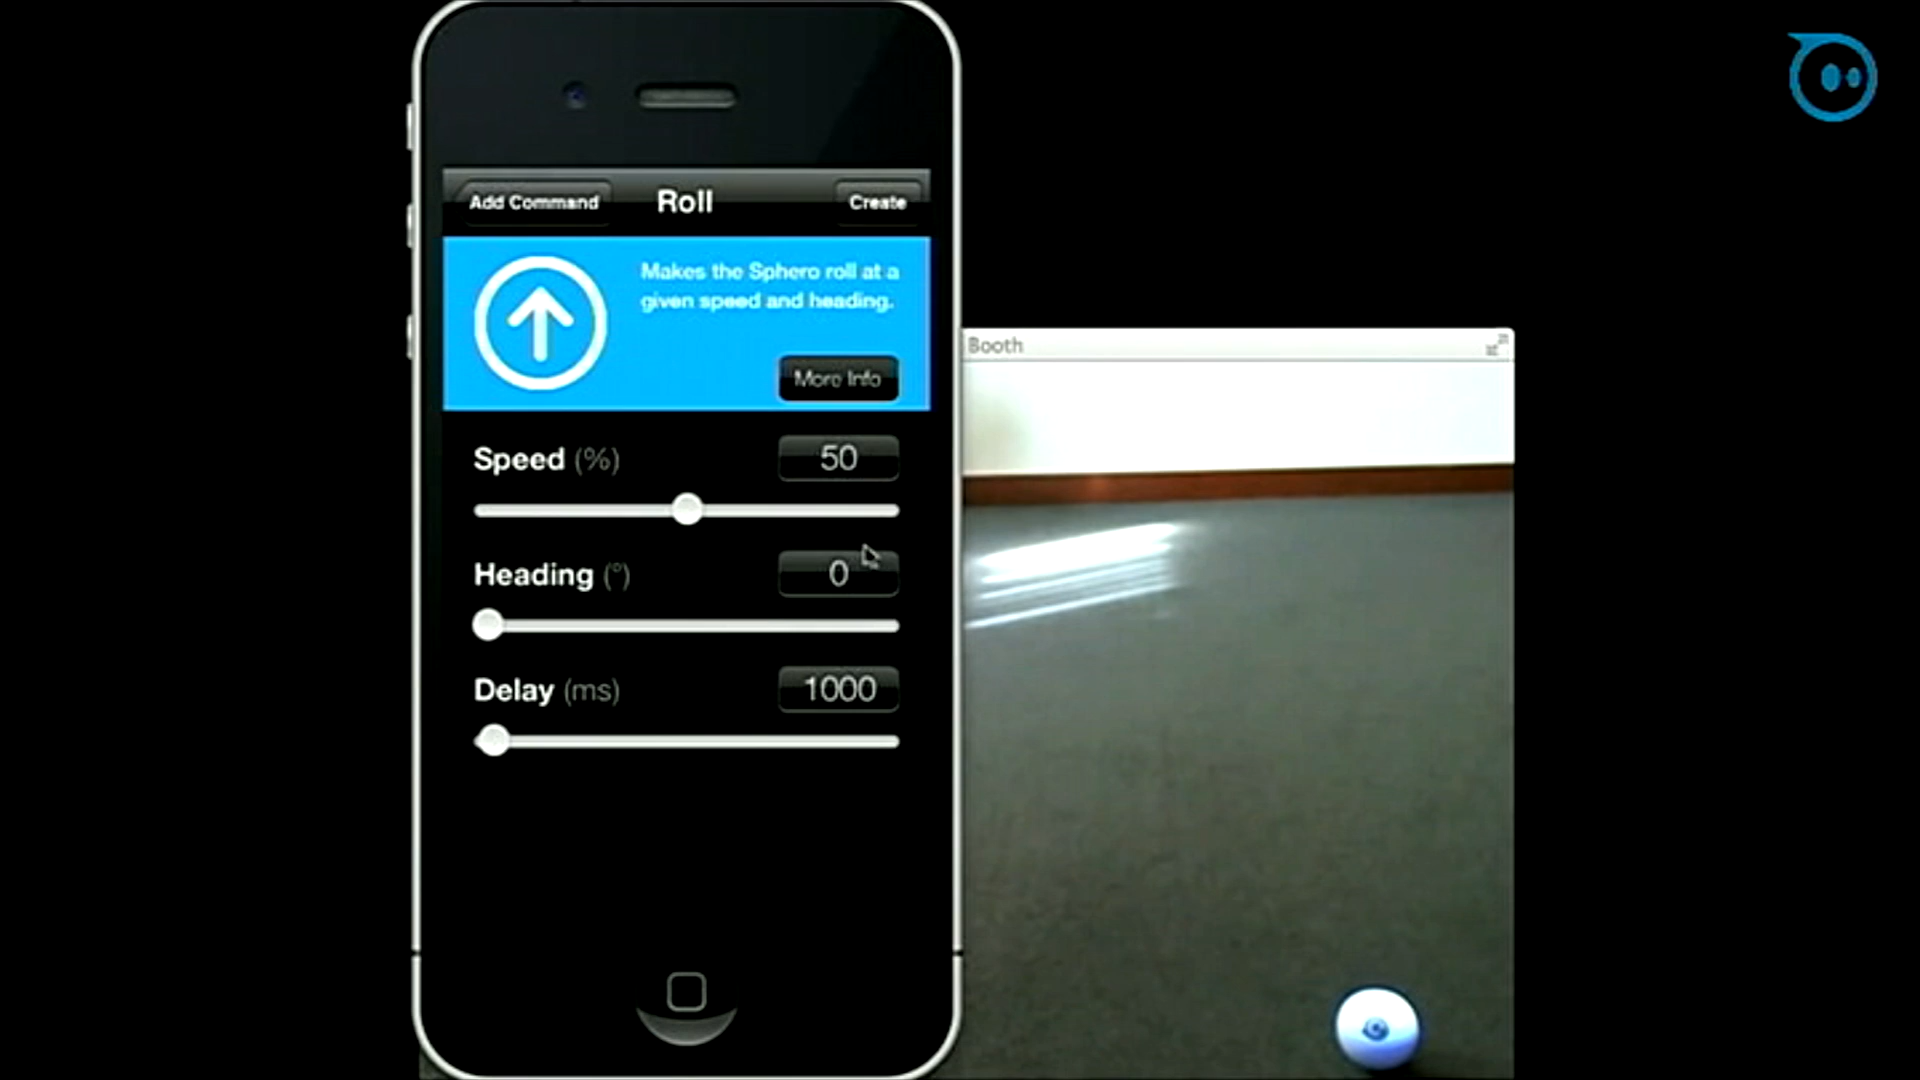 Add Command
Roll
Create
Makes the Sphero roll at a
given speed and heading.
More Info
Speed (%)
50
Heading (°)
0
Delay (ms)
1000
Booth